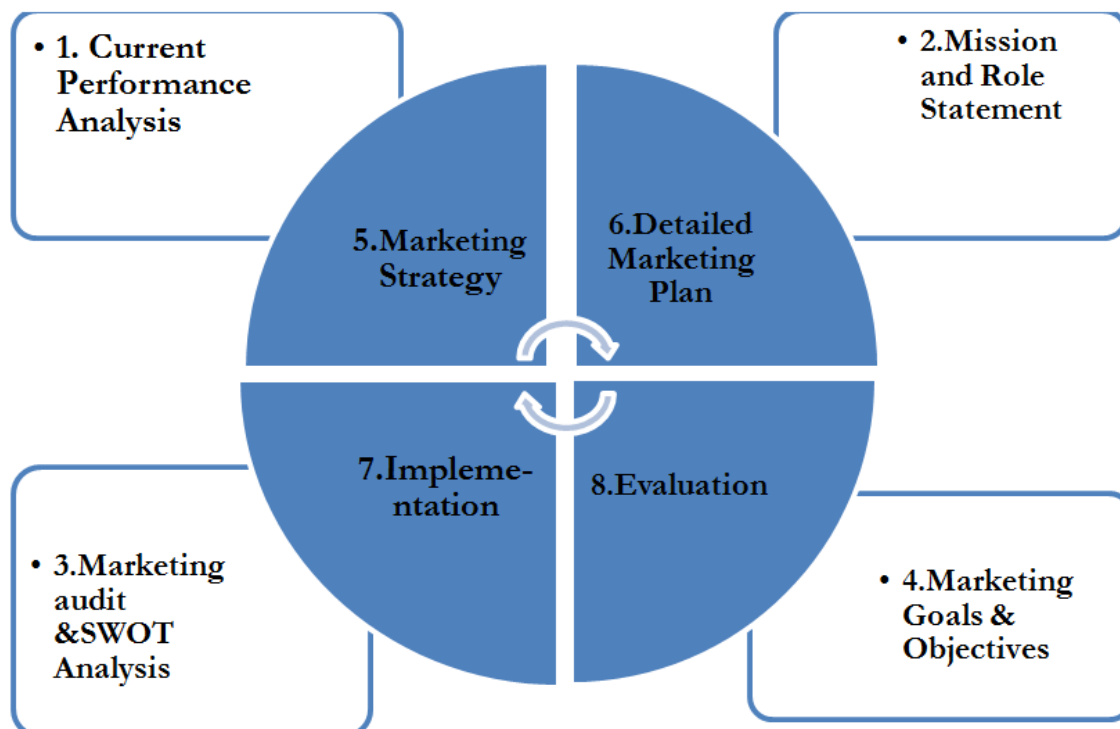 • 1. Current
Performance
Analysis
• 2.Mission
and Role
Statement
5.Marketing
Strategy
6.Detailed
Marketing
Plan
7.Impleme-
ntation
8.Evaluation
• 3.Marketing
audit
&SWOT
Analysis
• 4.Marketing
Goals &
Objectives